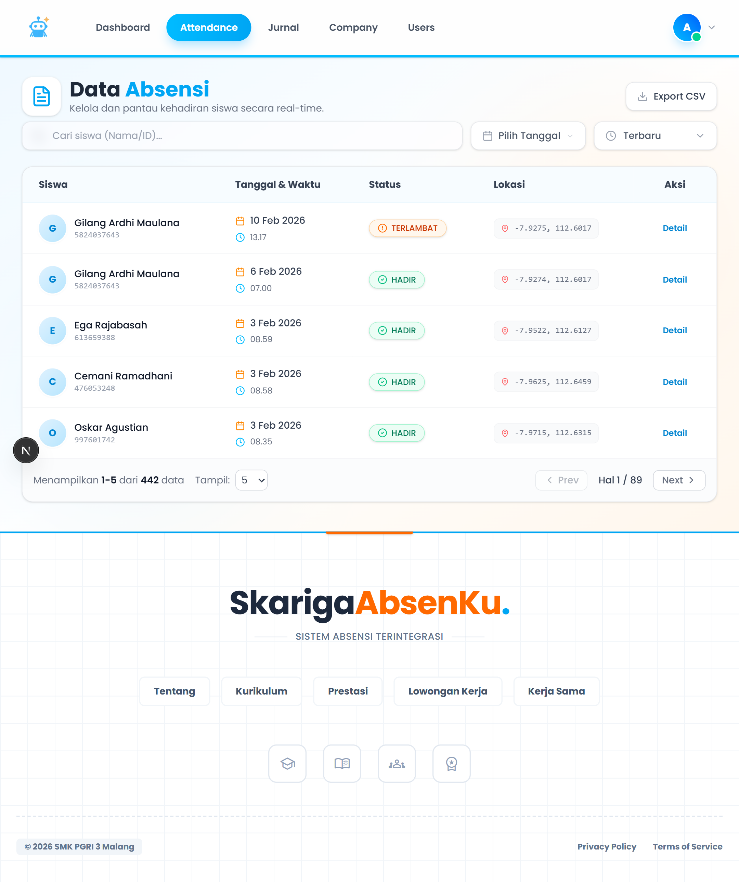 Dashboard Attendance Jurnal Company Users A
Data Absensi
Kelola dan pantau kehadiran siswa secara real-time.
Export CSV
Cari siswa (Nama/ID)... Pilih Tanggal Terbaru
Siswa Tanggal & Waktu Status Lokasi Aksi
G Gilang Ardhi Maulana 5824037643 10 Feb 2026 13.17 TERLAMBAT -7.9275, 112.6017 Detail
G Gilang Ardhi Maulana 5824037643 6 Feb 2026 07.00 HADIR -7.9274, 112.6017 Detail
E Ega Rajabasah 613659388 3 Feb 2026 08.59 HADIR -7.9522, 112.6127 Detail
C Cemani Ramadhani 476053248 3 Feb 2026 08.58 HADIR -7.9625, 112.6459 Detail
O Oskar Agustian 997601742 3 Feb 2026 08.35 HADIR -7.9715, 112.6315 Detail
N
Menampilkan 1-5 dari 442 data Tampil: 5 Prev Hal 1 / 89 Next
SkarigaAbsenKu.
SISTEM ABSENSI TERINTEGRASI
Tentang Kurikulum Prestasi Lowongan Kerja Kerja Sama
© 2026 SMK PGRI 3 Malang Privacy Policy Terms of Service